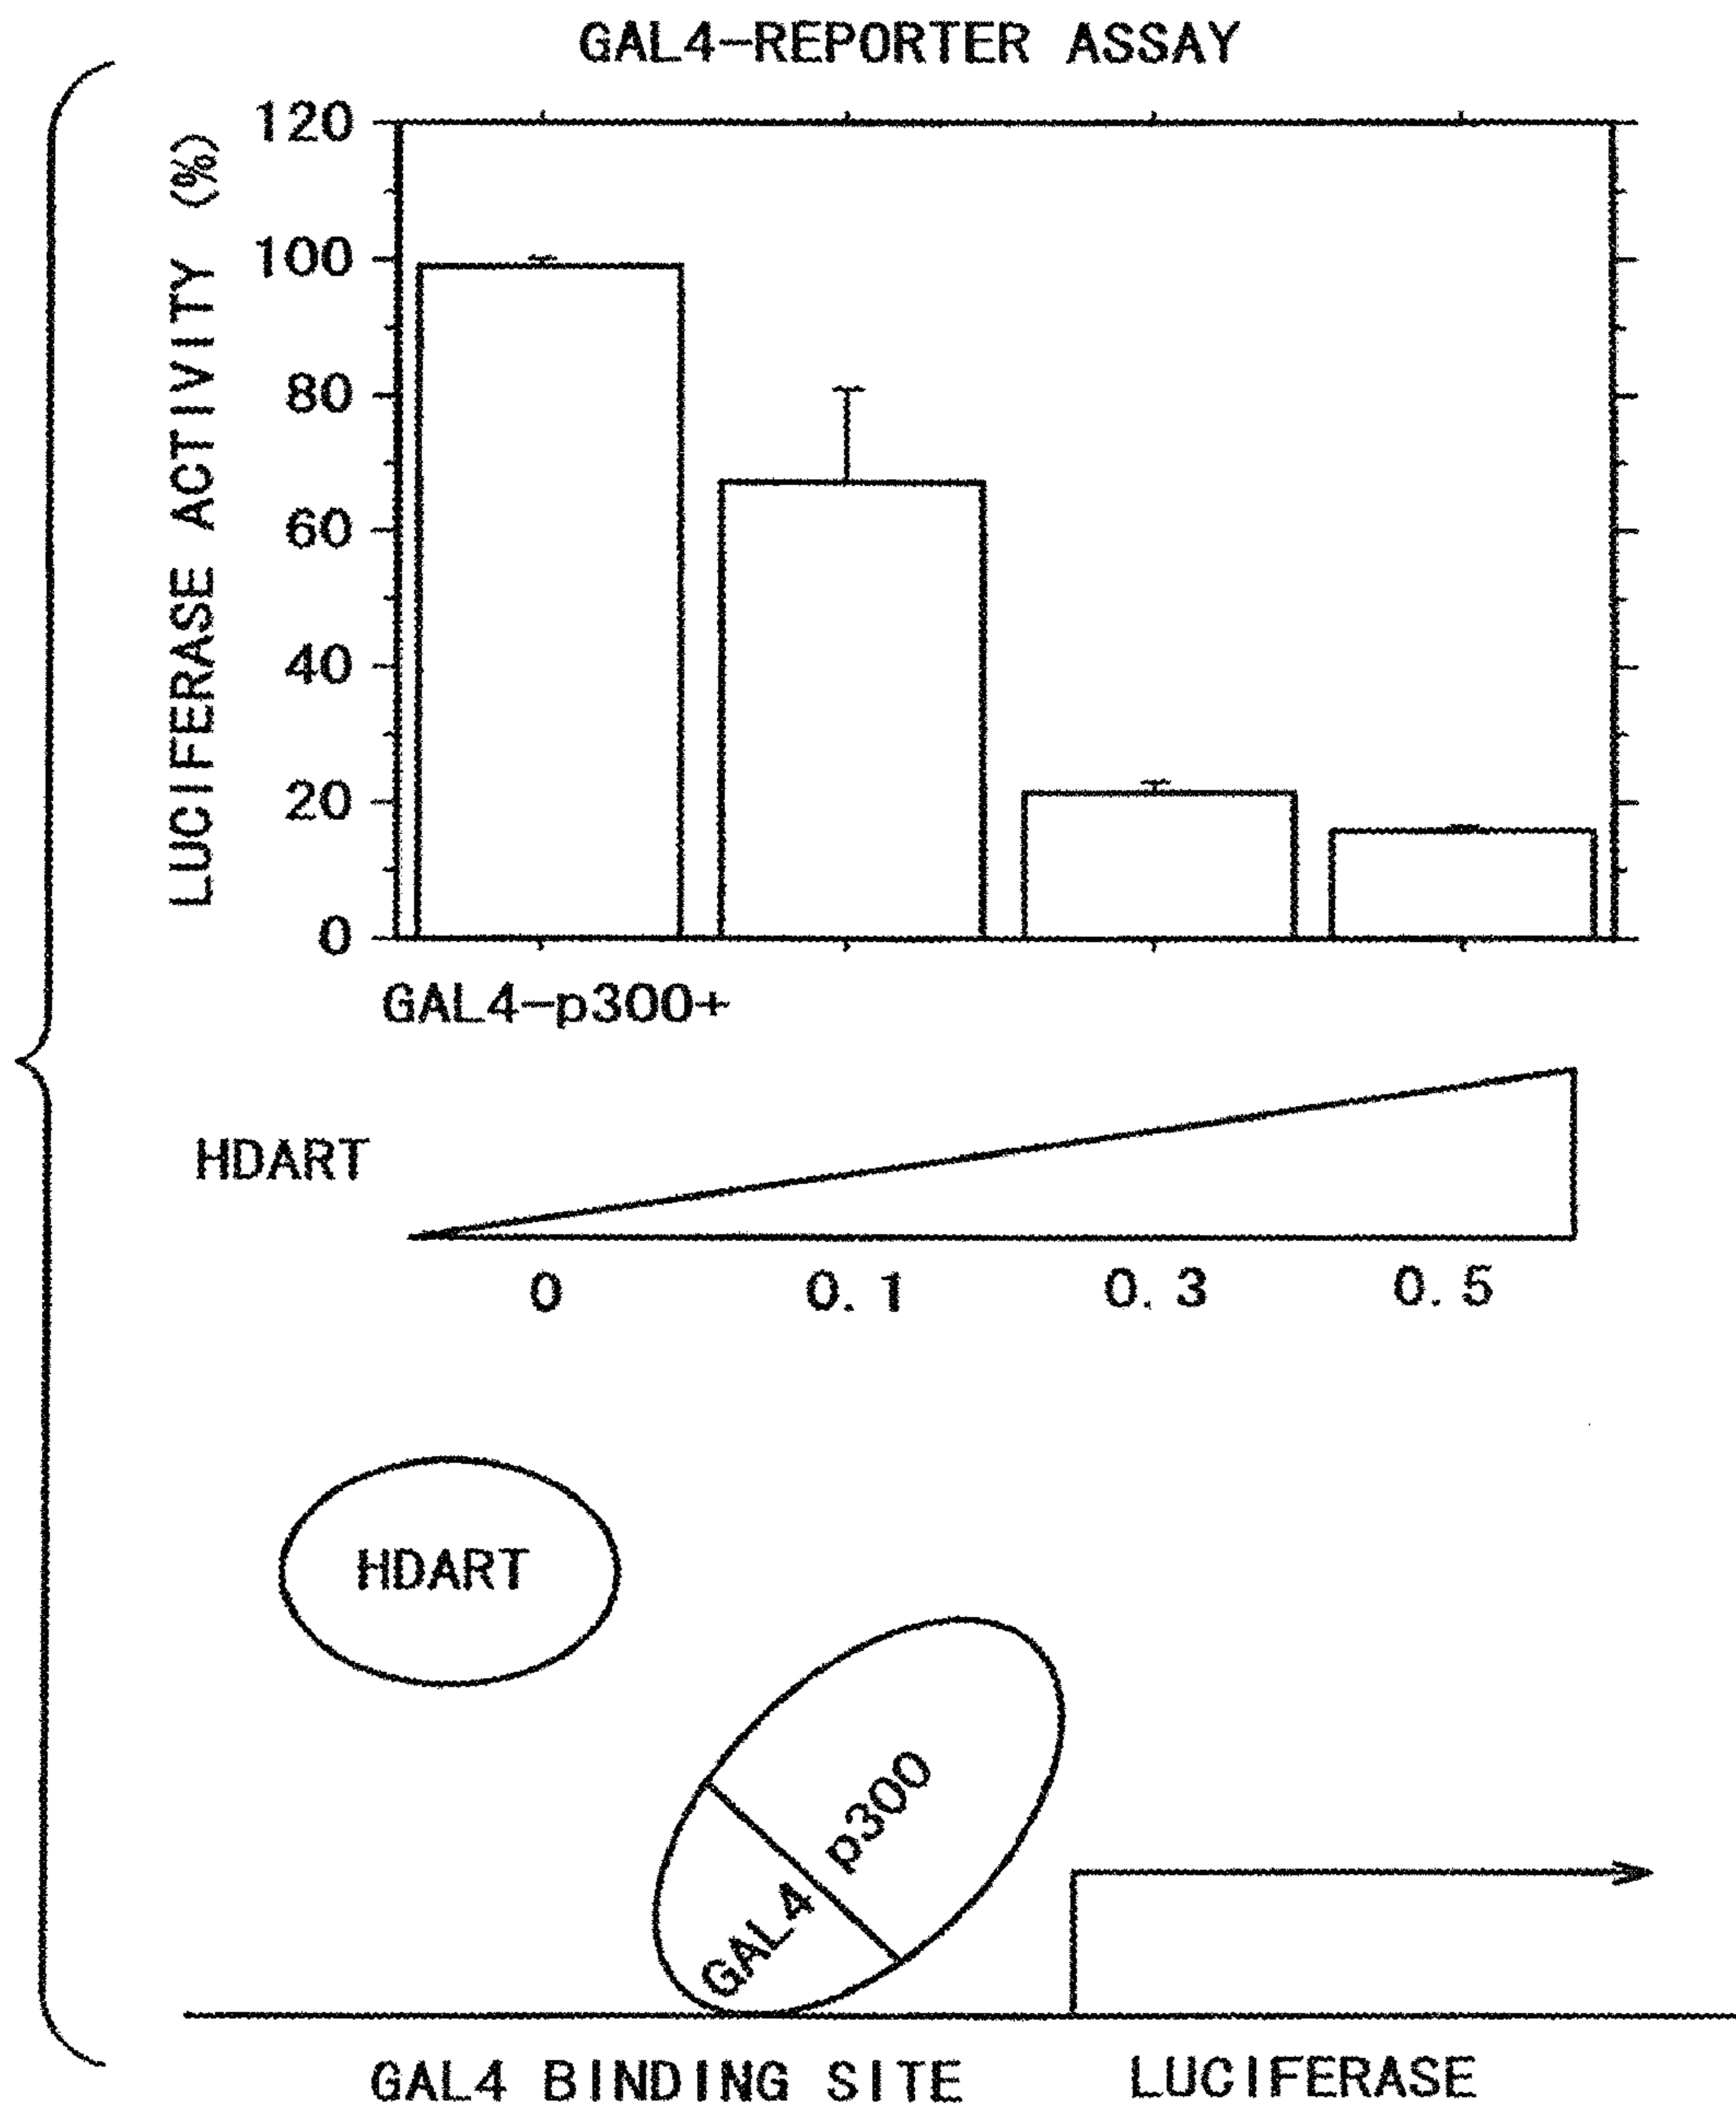 GAL4-REPORTER ASSAY
LUCIFERASE ACTIVITY (%)
120
100
80
60
40
20
0
GAL4-p300+
HDART
0 0.1 0.3 0.5
HDART
p300
GAL4
GAL4 BINDING SITE LUCIFERASE